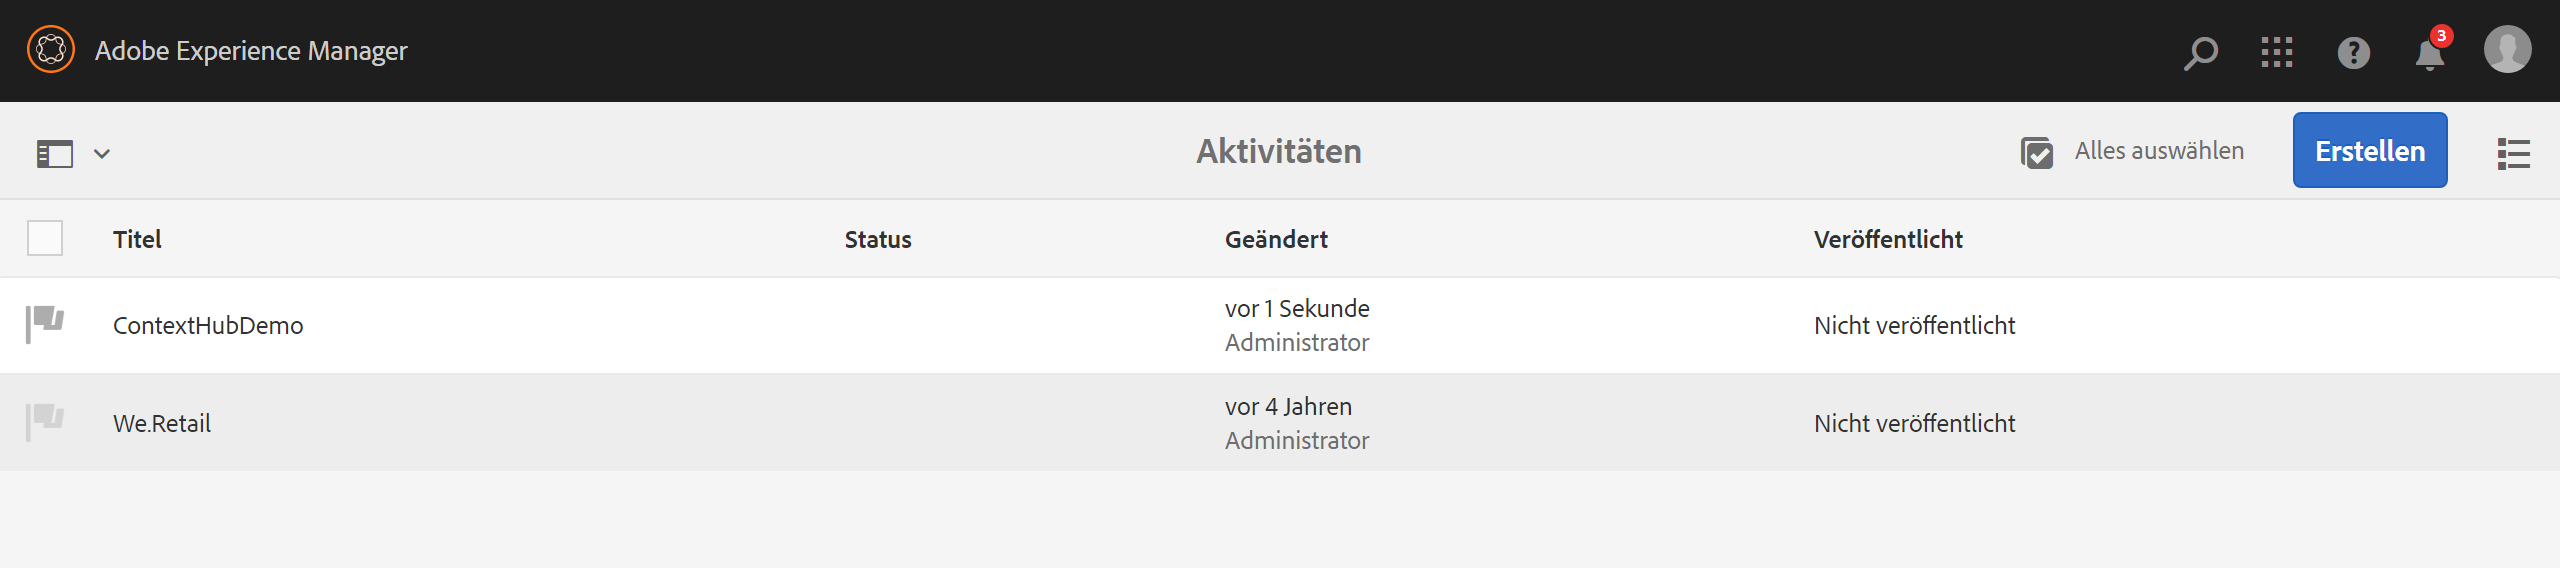 Adobe Experience Manager
3
Aktivitäten
Alles auswählen
Erstellen
Titel
Status
Geändert
Veröffentlicht
ContextHubDemo
vor 1 Sekunde
Administrator
Nicht veröffentlicht
We.Retail
vor 4 Jahren
Administrator
Nicht veröffentlicht